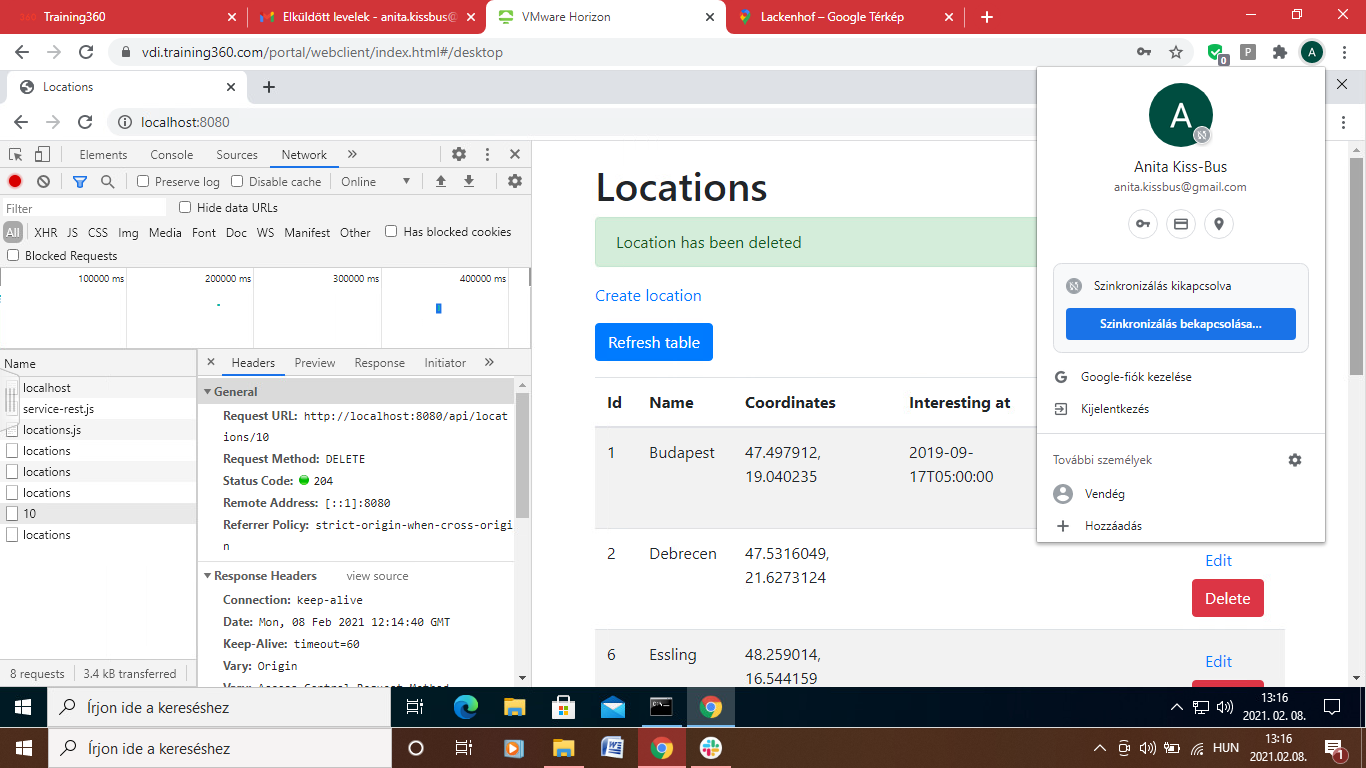 360 Training360
Elküldött levelek - anita.kissbus@
VMware Horizon
Lackenhof – Google Térkép
vdi.training360.com/portal/webclient/index.html#/desktop
0
P
A
Locations
localhost:8080
Elements Console Sources Network
Preserve log Disable cache Online
Filter
Hide data URLs
All XHR JS CSS Img Media Font Doc WS Manifest Other Has blocked cookies
Blocked Requests
100000 ms 200000 ms 300000 ms 400000 ms
Name
localhost
service-rest.js
locations.js
locations
locations
locations
10
locations
8 requests 3.4 kB transferred
Headers Preview Response Initiator
General
Request URL: http://localhost:8080/api/locat
ions/10
Request Method: DELETE
Status Code: 204
Remote Address: [::1]:8080
Referrer Policy: strict-origin-when-cross-origi
n
Response Headers view source
Connection: keep-alive
Date: Mon, 08 Feb 2021 12:14:40 GMT
Keep-Alive: timeout=60
Vary: Origin
Vary: Access-Control-Request-Method
Locations
Location has been deleted
Create location
Refresh table
Id Name Coordinates Interesting at
1 Budapest 47.497912, 2019-09-
19.040235 17T05:00:00
2 Debrecen 47.5316049, Edit
21.6273124
Delete
6 Essling 48.259014, Edit
16.544159
A
Anita Kiss-Bus
anita.kissbus@gmail.com
Szinkronizálás kikapcsolva
Szinkronizálás bekapcsolása...
Google-fiók kezelése
Kijelentkezés
További személyek
Vendég
Hozzáadás
Írjon ide a kereséshez
13:16
2021. 02. 08.
Írjon ide a kereséshez
HUN
13:16
2021.02.08.
1